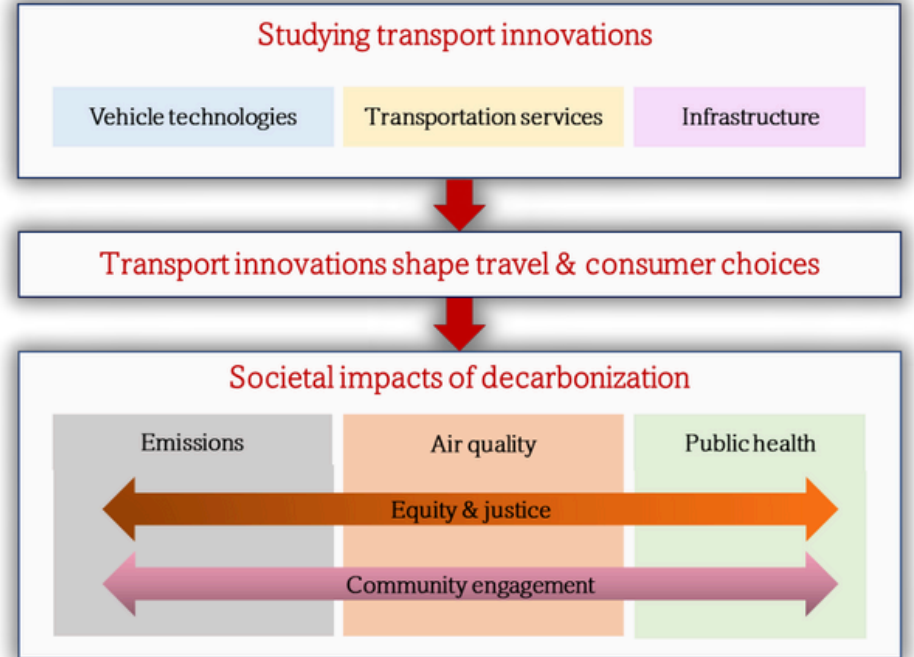 Studying transport innovations
Vehicle technologies
Transportation services
Infrastructure
Transport innovations shape travel & consumer choices
Societal impacts of decarbonization
Emissions
Air quality
Public health
Equity & justice
Community engagement